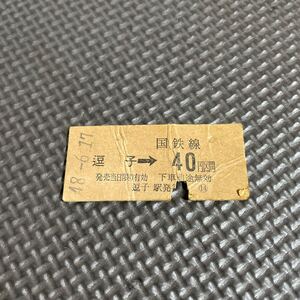 48.-6.17
国鉄線
逗子→40円区間
発売当日限り有効 下車前途無効
逗子駅発行